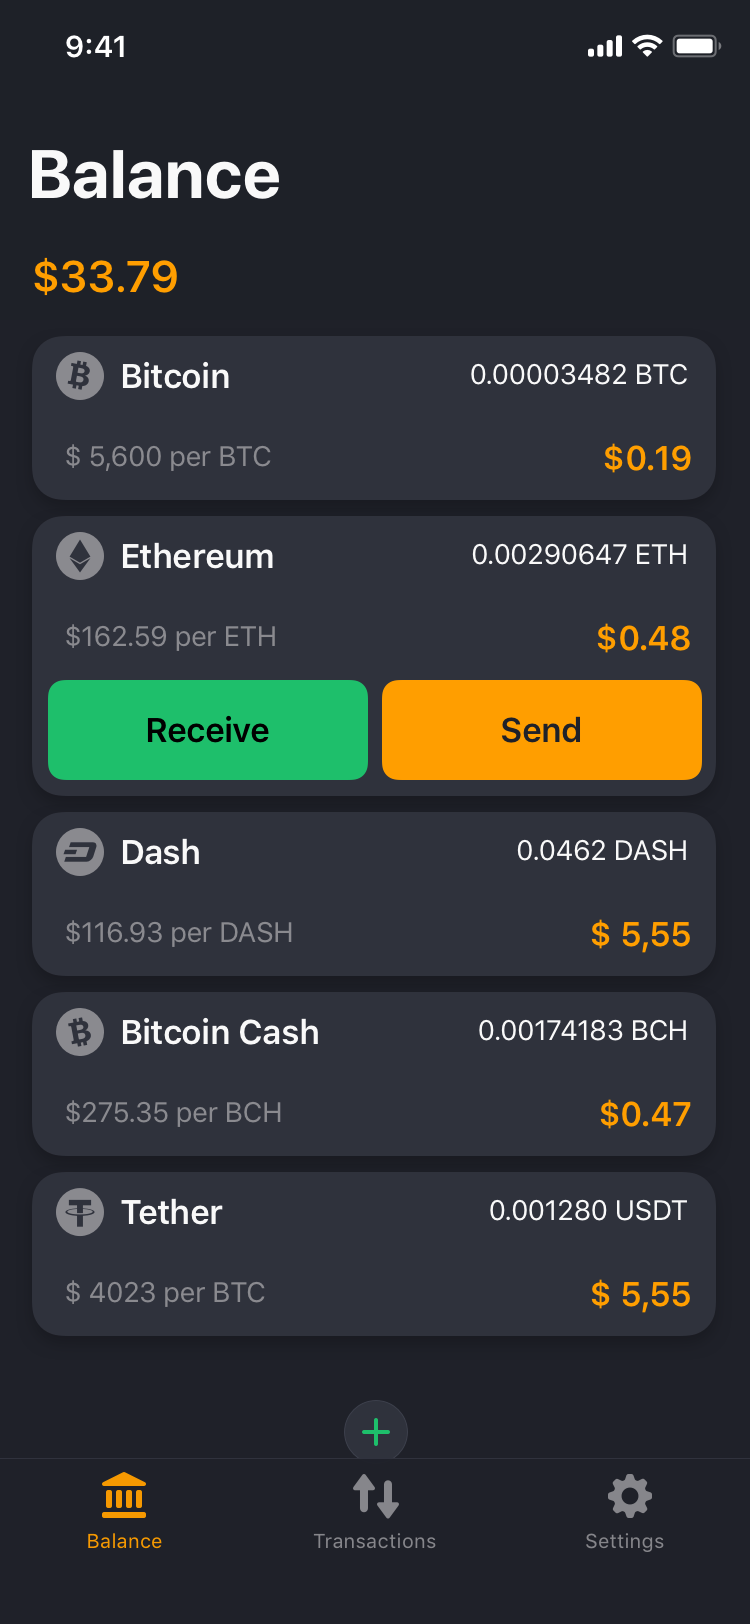 9:41
Balance
$33.79
Bitcoin 0.00003482 BTC
$ 5,600 per BTC $0.19
Ethereum 0.00290647 ETH
$162.59 per ETH $0.48
Receive Send
Dash 0.0462 DASH
$116.93 per DASH $ 5,55
Bitcoin Cash 0.00174183 BCH
$275.35 per BCH $0.47
Tether 0.001280 USDT
$ 4023 per BTC $ 5,55
Balance Transactions Settings